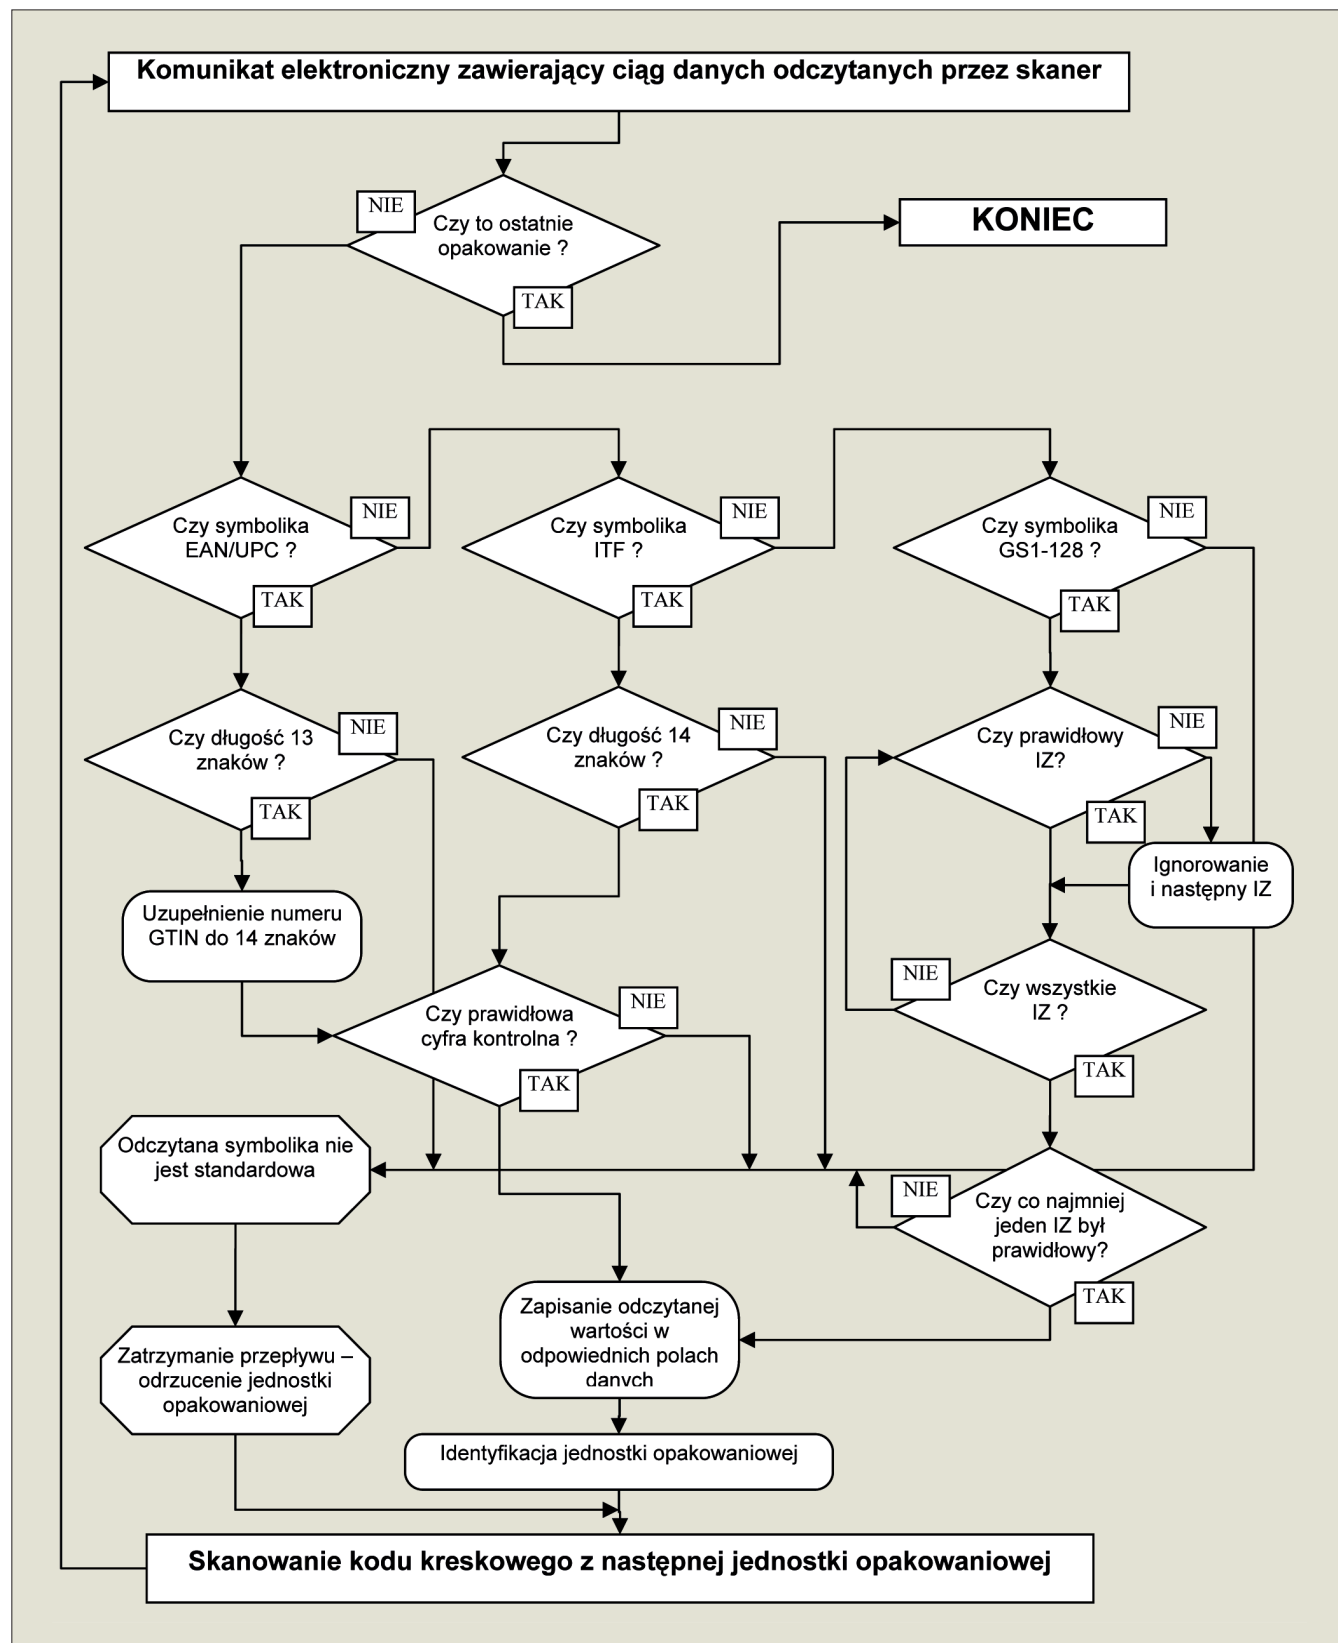 Komunikat elektroniczny zawierający ciąg danych odczytanych przez skaner
NIE
Czy to ostatnie
opakowanie ?
TAK
KONIEC
Czy symbolika
EAN/UPC ?
NIE
TAK
Czy symbolika
ITF ?
NIE
TAK
Czy symbolika
GS1-128 ?
NIE
TAK
Czy długość 13
znaków ?
NIE
TAK
Czy długość 14
znaków ?
NIE
TAK
Czy prawidłowy
IZ?
NIE
TAK
Ignorowanie
i następny IZ
Uzupełnienie numeru
GTIN do 14 znaków
Czy prawidłowa
cyfra kontrolna ?
NIE
TAK
NIE
Czy wszystkie
IZ ?
TAK
Odczytana symbolika nie
jest standardowa
NIE
Czy co najmniej
jeden IZ był
prawidłowy?
TAK
Zatrzymanie przepływu –
odrzucenie jednostki
opakowaniowej
Zapisanie odczytanej
wartości w
odpowiednich polach
danych
Identyfikacja jednostki opakowaniowej
Skanowanie kodu kreskowego z następnej jednostki opakowaniowej